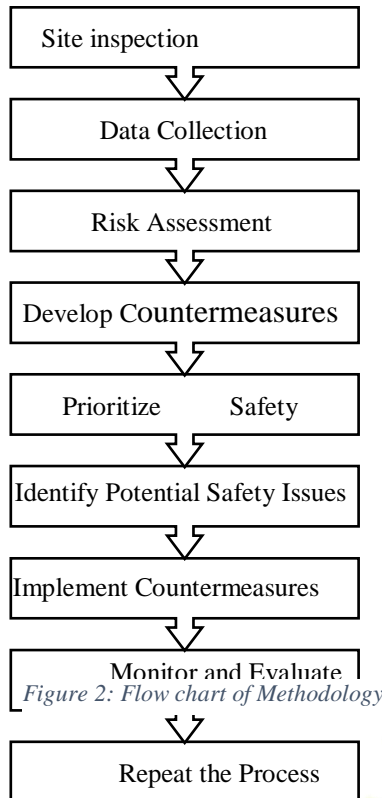 Site inspection
Data Collection
Risk Assessment
Develop Countermeasures
Prioritize Safety
Identify Potential Safety Issues
Implement Countermeasures
Monitor and Evaluate
Figure 2: Flow chart of Methodology
Repeat the Process